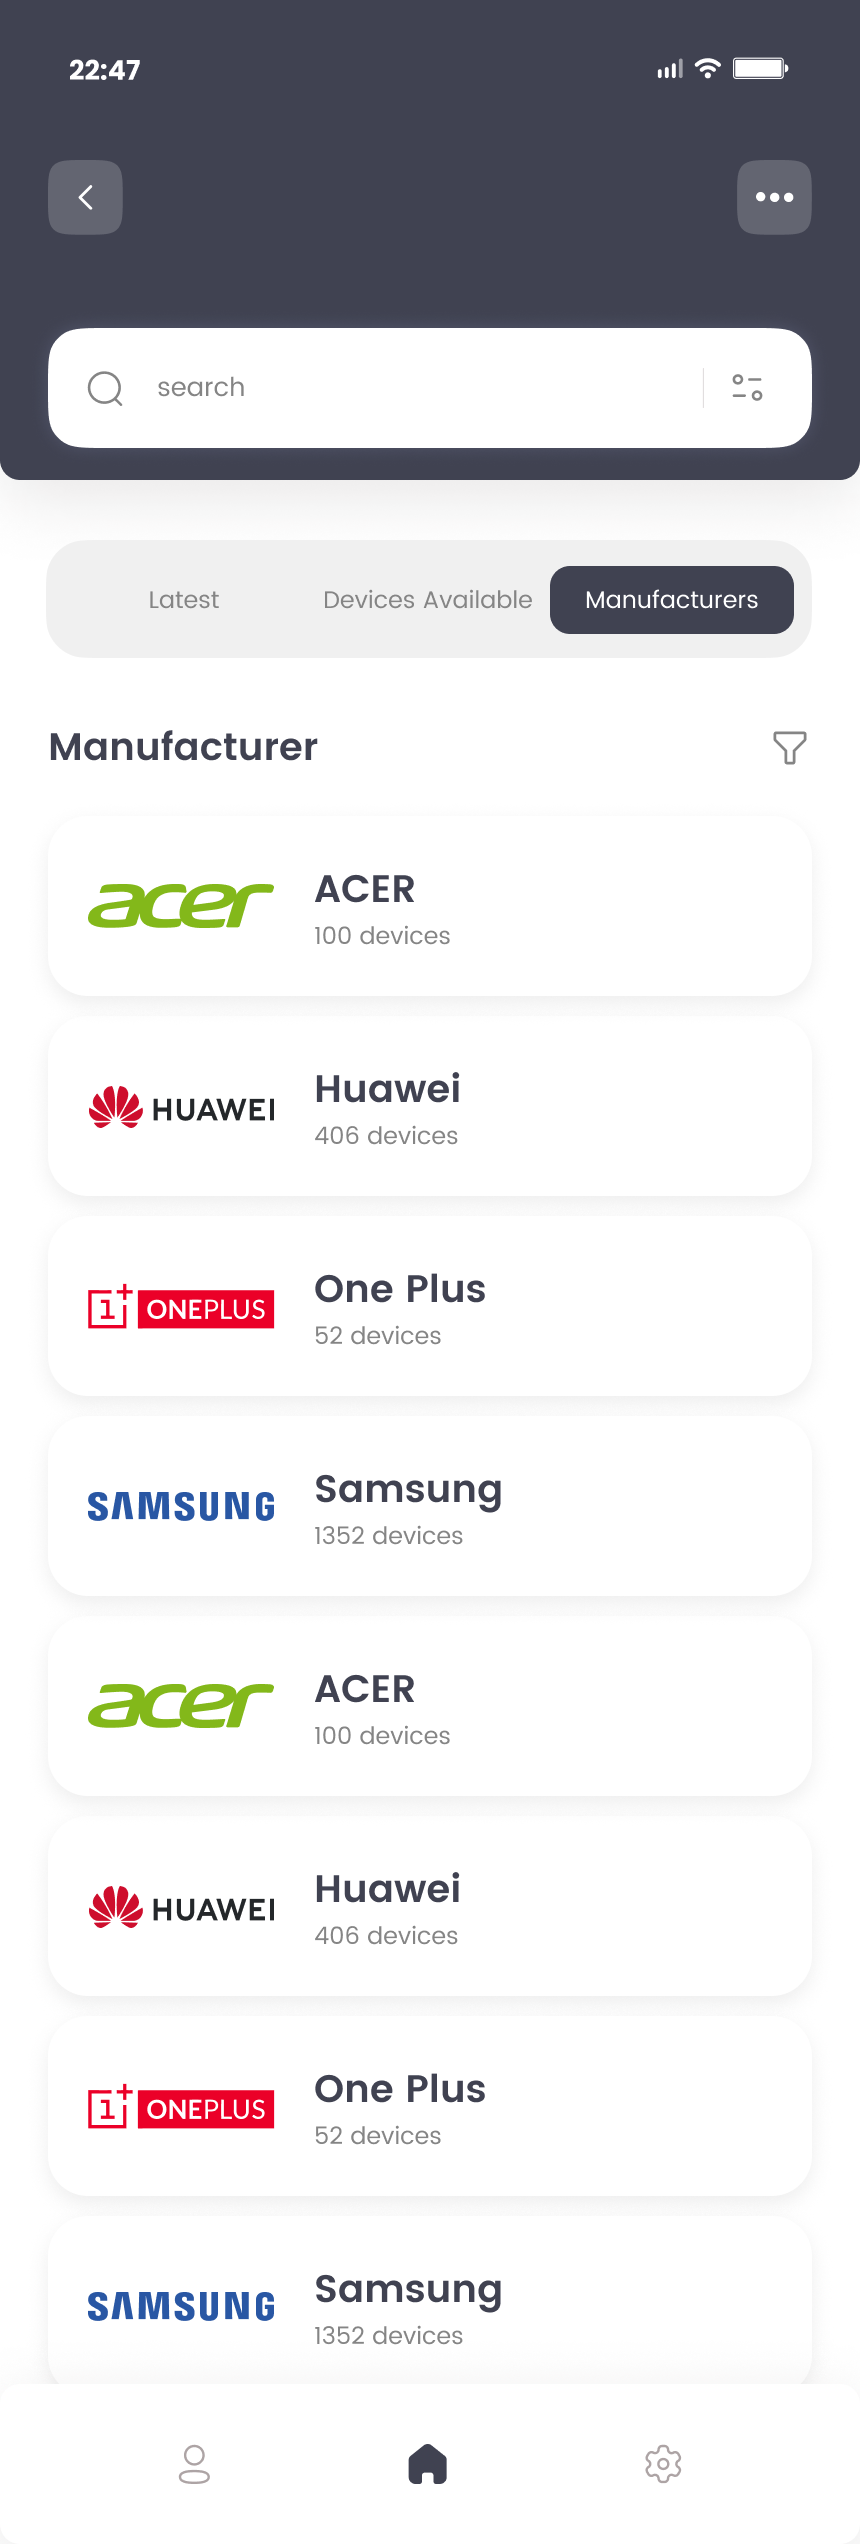 22:47
search
Latest Devices Available Manufacturers
Manufacturer
acer
ACER
100 devices
HUAWEI
Huawei
406 devices
1+ ONEPLUS
One Plus
52 devices
SAMSUNG
Samsung
1352 devices
acer
ACER
100 devices
HUAWEI
Huawei
406 devices
1+ ONEPLUS
One Plus
52 devices
SAMSUNG
Samsung
1352 devices